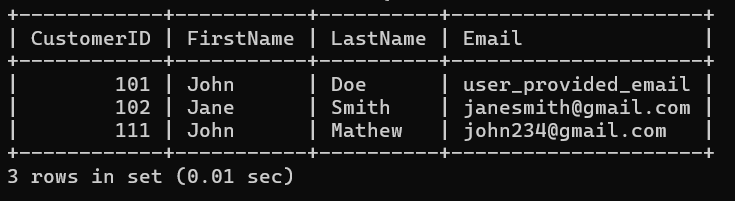 +------------+-----------+----------+---------------------+
| CustomerID | FirstName | LastName | Email               |
+------------+-----------+----------+---------------------+
|        101 | John      | Doe      | user_provided_email |
|        102 | Jane      | Smith    | janesmith@gmail.com |
|        111 | John      | Mathew   | john234@gmail.com   |
+------------+-----------+----------+---------------------+
3 rows in set (0.01 sec)